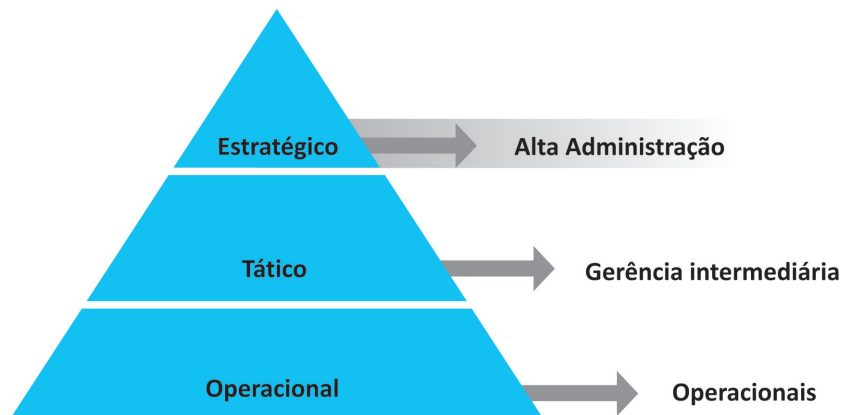 Estratégico
Alta Administração
Tático
Gerência intermediária
Operacional
Operacionais